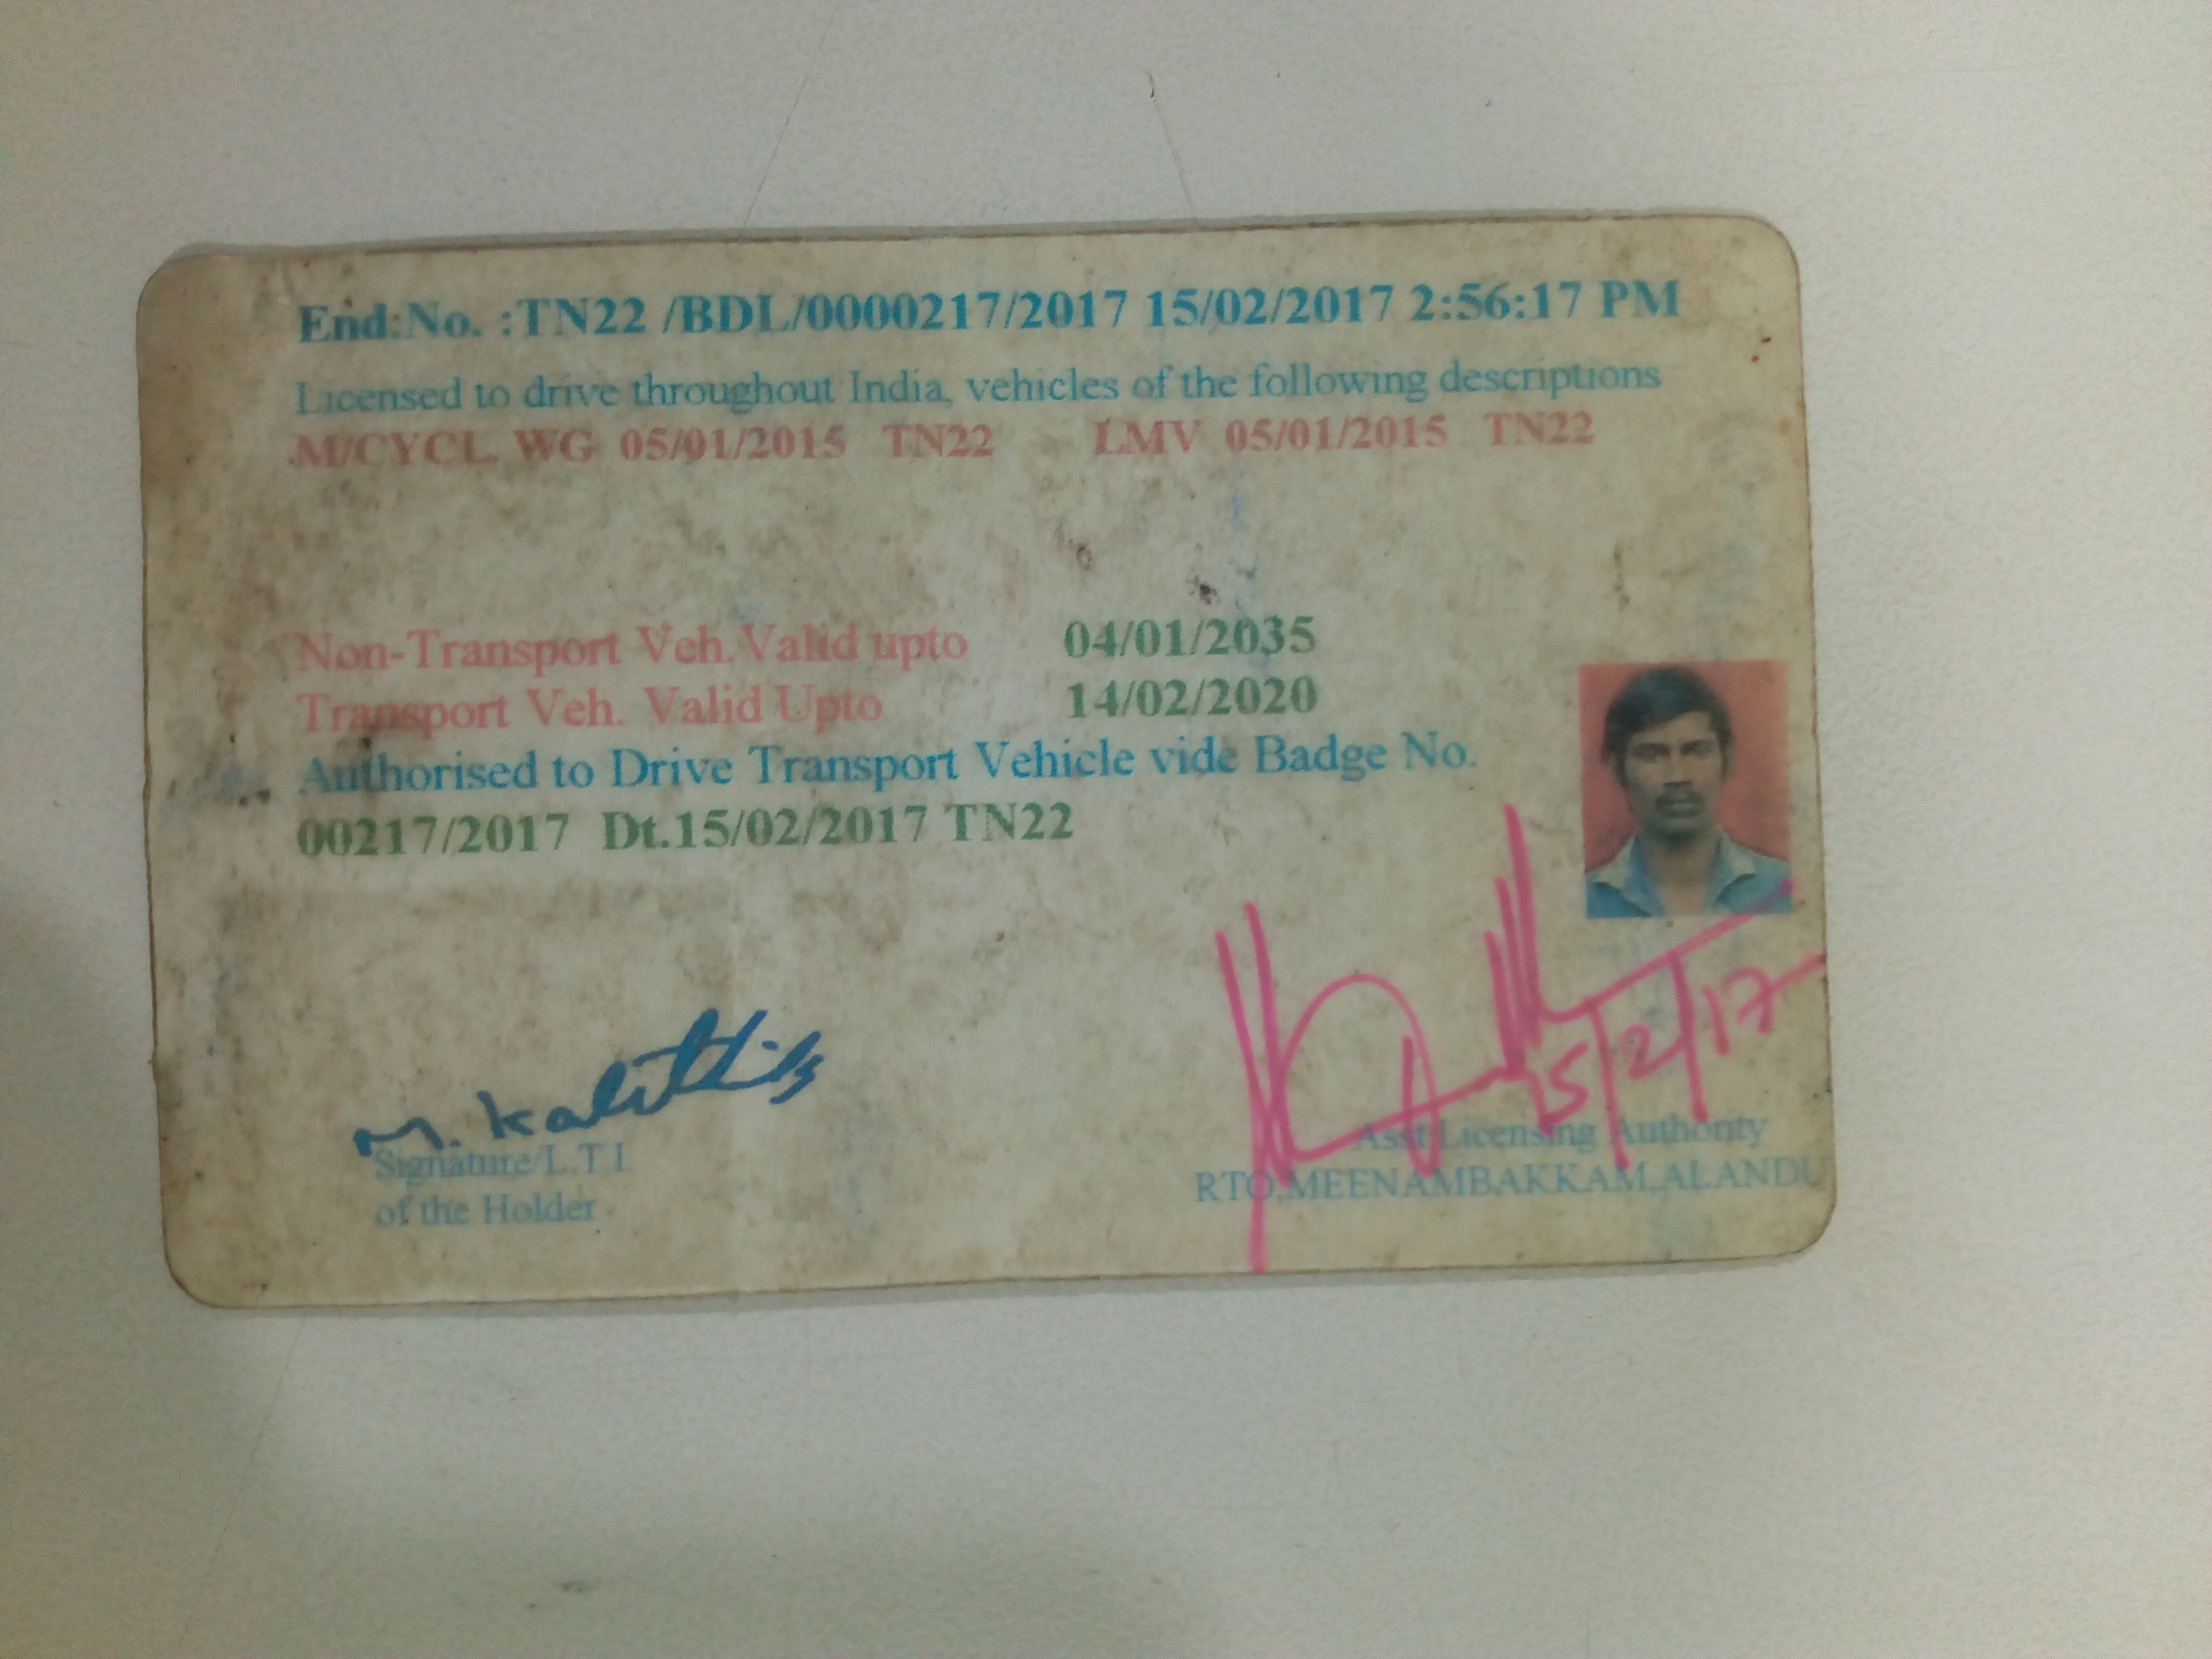 End:No. :TN22 /BDL/0000217/2017 15/02/2017 2:56:17 PM
Licensed to drive throughout India, vehicles of the following descriptions
M/CYCL. WG 05/01/2015 TN22 LMV 05/01/2015 TN22
Non-Transport Veh.Valid upto 04/01/2035
Transport Veh. Valid Upto 14/02/2020
Authorised to Drive Transport Vehicle vide Badge No.
00217/2017 Dt.15/02/2017 TN22
15/2/17
M.
Signature/L.T I
of the Holder
Asst Licensing Authority
RTO,MEENAMBAKKAM,ALANDU